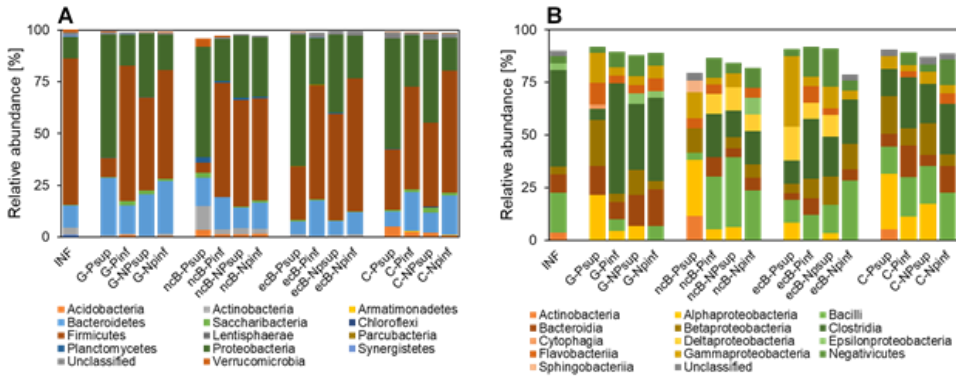 A
Relative abundance [%]
100
75
50
25
0
INF
G-Psup
G-Pinf
G-NPsup
G-Npinf
ncB-Psup
ncB-Pinf
ncB-NPsup
ncB-Npinf
ecB-Psup
ecB-Pinf
ecB-Npsup
ecB-Npinf
C-Psup
C-Pinf
C-NPsup
C-Npinf
Acidobacteria
Actinobacteria
Armatimonadetes
Bacteroidetes
Saccharibacteria
Chloroflexi
Firmicutes
Lentisphaerae
Parcubacteria
Planctomycetes
Proteobacteria
Synergistetes
Unclassified
Verrucomicrobia
B
Relative abundance [%]
100
75
50
25
0
INF
G-Psup
G-Pinf
G-NPsup
G-Npinf
ncB-Psup
ncB-Pinf
ncB-NPsup
ncB-Npinf
ecB-Psup
ecB-Pinf
ecB-Npsup
ecB-Npinf
C-Psup
C-Pinf
C-NPsup
C-Npinf
Actinobacteria
Alphaproteobacteria
Bacilli
Bacteroidia
Betaproteobacteria
Clostridia
Cytophagia
Deltaproteobacteria
Epsilonproteobacteria
Flavobacteriia
Gammaproteobacteria
Negativicutes
Sphingobacteriia
Unclassified